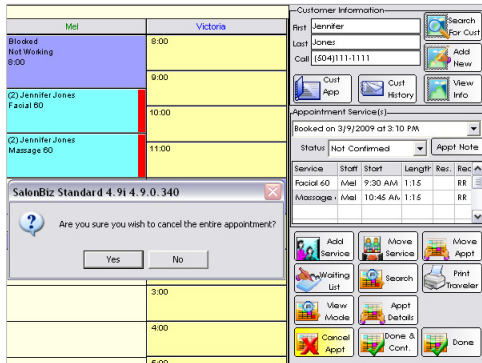 Mel
Victoria
Blocked
Not Working
8:00
(2) Jennifer Jones
Facial 60
(2) Jennifer Jones
Massage 60
8:00
9:00
10:00
11:00
3:00
4:00
5:00
SalonBiz Standard 4.9i 4.9.0.340
Are you sure you wish to cancel the entire appointment?
Yes
No
Customer Information
First Jennifer
Last Jones
Call (504)111-1111
Search
For Cust
Add
New
Cust
App
Cust
History
View
Info
Appointment Service(s)
Booked on 3/9/2009 at 3:10 PM
Status Not Confirmed
Appt Note
Service Staff Start Length Res. Rec
Facial 60 Mel 9:30 AM 1:15 RR
Massage Mel 10:45 AM 1:15 RR
Add
Service
Move
Service
Move
Appt
Waiting
List
Search
Print
Traveler
View
Mode
Appt
Details
Cancel
Appt
Done &
Cont.
Done